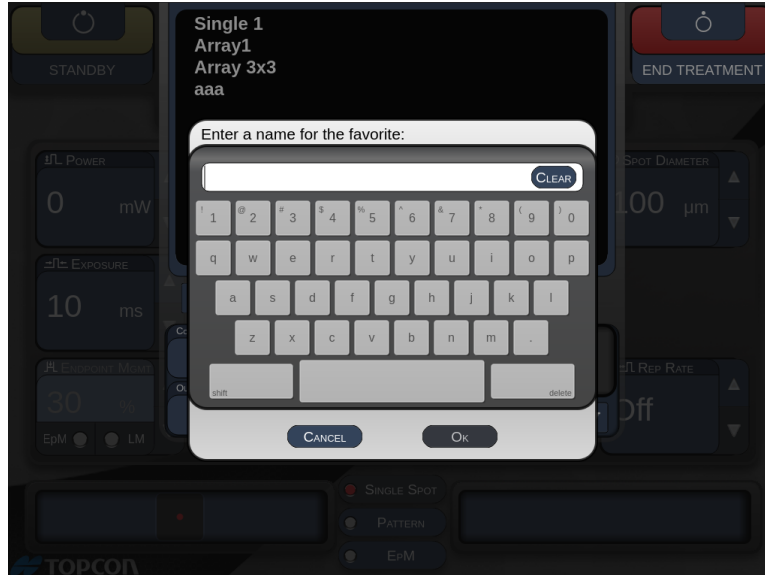 Single 1
Array1
Array 3x3
aaa
STANDBY
END TREATMENT
Enter a name for the favorite:
CLEAR
! 1 @ 2 # 3 $ 4 % 5 ^ 6 & 7 * 8 ( 9 ) 0
q w e r t y u i o p
a s d f g h j k l
z x c v b n m .
shift delete
CANCEL OK
POWER
0 mW
EXPOSURE
10 ms
ENDPOINT MGMT
30 %
EpM LM
SPOT DIAMETER
100 µm
REP RATE
Off
SINGLE SPOT
PATTERN
EPM
TOPCON